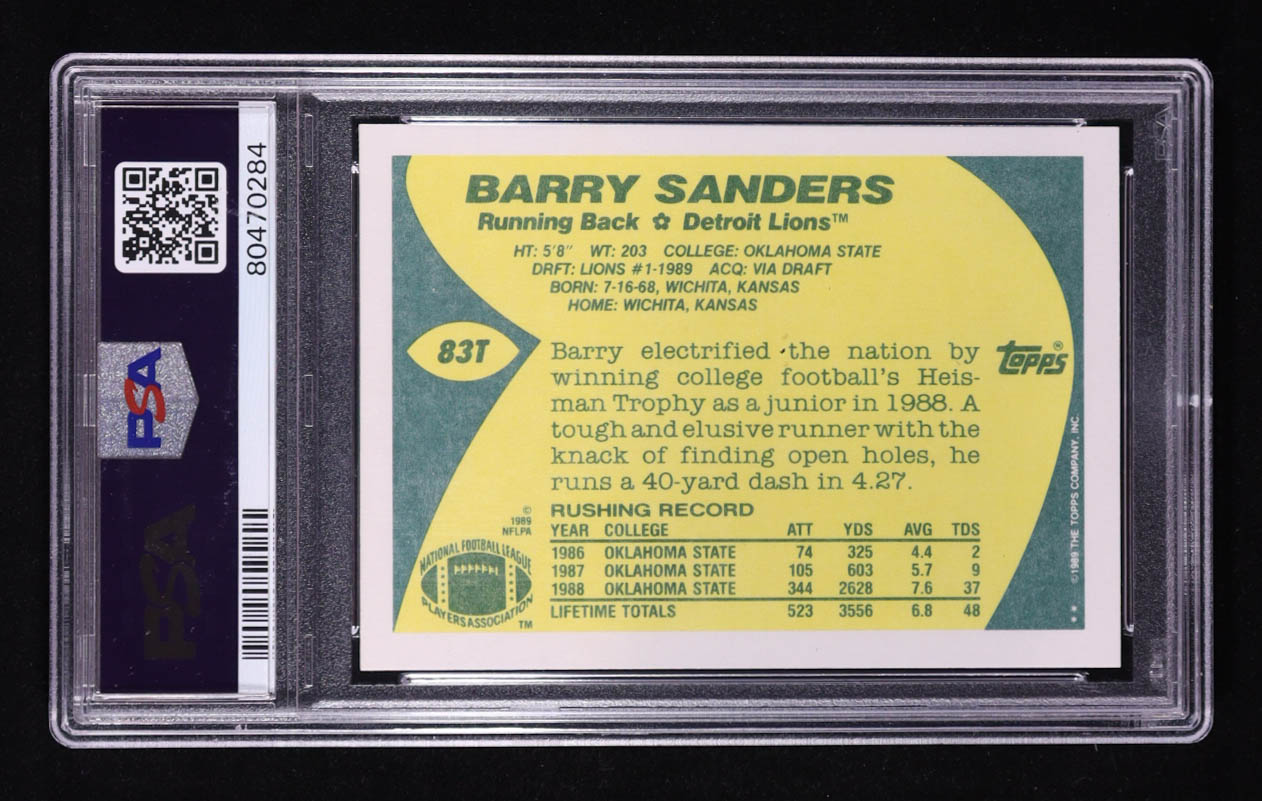 80470284
PSA
PSA
BARRY SANDERS
Running Back ✿ Detroit Lions™
HT: 5'8" WT: 203 COLLEGE: OKLAHOMA STATE
DRFT: LIONS #1-1989 ACQ: VIA DRAFT
BORN: 7-16-68, WICHITA, KANSAS
HOME: WICHITA, KANSAS
83T
Barry electrified the nation by
winning college football's Heis-
man Trophy as a junior in 1988. A
tough and elusive runner with the
knack of finding open holes, he
runs a 40-yard dash in 4.27.
topps®
©
1989
NFLPA
NATIONAL FOOTBALL LEAGUE
PLAYERS ASSOCIATION
TM
RUSHING RECORD
YEAR COLLEGE ATT YDS AVG TDS
1986 OKLAHOMA STATE 74 325 4.4 2
1987 OKLAHOMA STATE 105 603 5.7 9
1988 OKLAHOMA STATE 344 2628 7.6 37
LIFETIME TOTALS 523 3556 6.8 48
©1989 THE TOPPS COMPANY, INC.
**
PSA